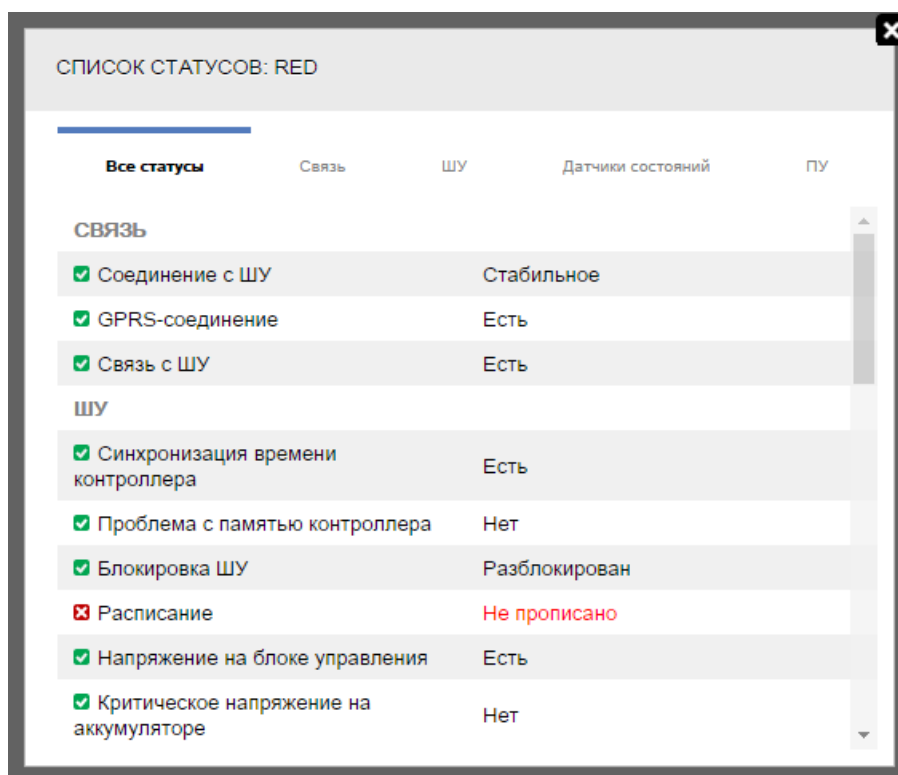 СПИСОК СТАТУСОВ: RED
Все статусы Связь ШУ Датчики состояний ПУ
СВЯЗЬ
Соединение с ШУ Стабильное
GPRS-соединение Есть
Связь с ШУ Есть
ШУ
Синхронизация времени
контроллера Есть
Проблема с памятью контроллера Нет
Блокировка ШУ Разблокирован
Расписание Не прописано
Напряжение на блоке управления Есть
Критическое напряжение на
аккумуляторе Нет